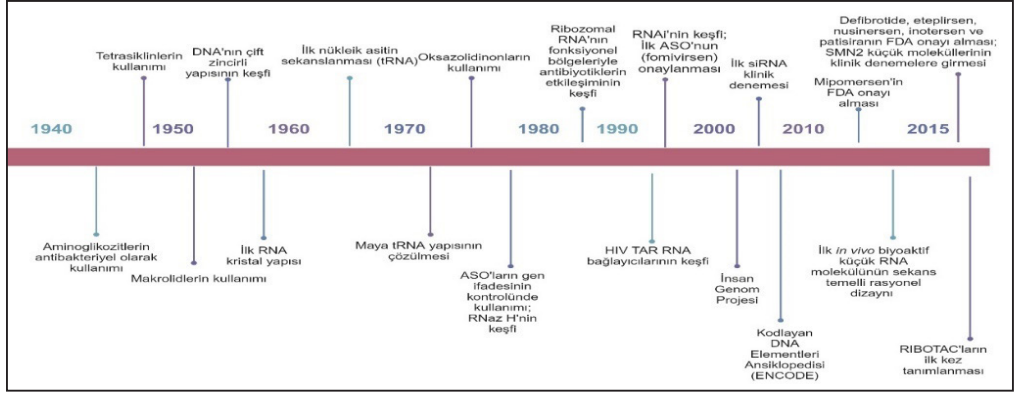 Tetrasiklinlerin
kullanımı
DNA'nın çift
zincirli
yapısının keşfi
İlk nükleik asitin
sekanslanması (tRNA)
Oksazolidinonların
kullanımı
Ribozomal
RNA'nın
fonksiyonel
bölgeleriyle
antibiyotiklerin
etkileşiminin
keşfi
RNAi'nin keşfi;
İlk ASO'nun
(fomivirsen)
onaylanması
İlk siRNA
klinik
denemesi
Mipomersen'in
FDA onayı
alması
Defibrotide, eteplirsen,
nusinersen, inotersen ve
patisiranın FDA onayı alması;
SMN2 küçük moleküllerinin
klinik denemelere girmesi
1940 1950 1960 1970 1980 1990 2000 2010 2015
Aminoglikozitlerin
antibakteriyel olarak
kullanımı
Makrolidlerin kullanımı
İlk RNA
kristal yapısı
Maya tRNA yapısının
çözülmesi
ASO'ların gen
ifadesinin
kontrolünde
kullanımı;
RNaz H'nin
keşfi
HIV TAR RNA
bağlayıcılarının keşfi
İnsan
Genom
Projesi
Kodlayan
DNA
Elementleri
Ansiklopedisi
(ENCODE)
İlk in vivo biyoaktif
küçük RNA
molekülünün sekans
temelli rasyonel
dizaynı
RIBOTAC'ların
ilk kez
tanımlanması